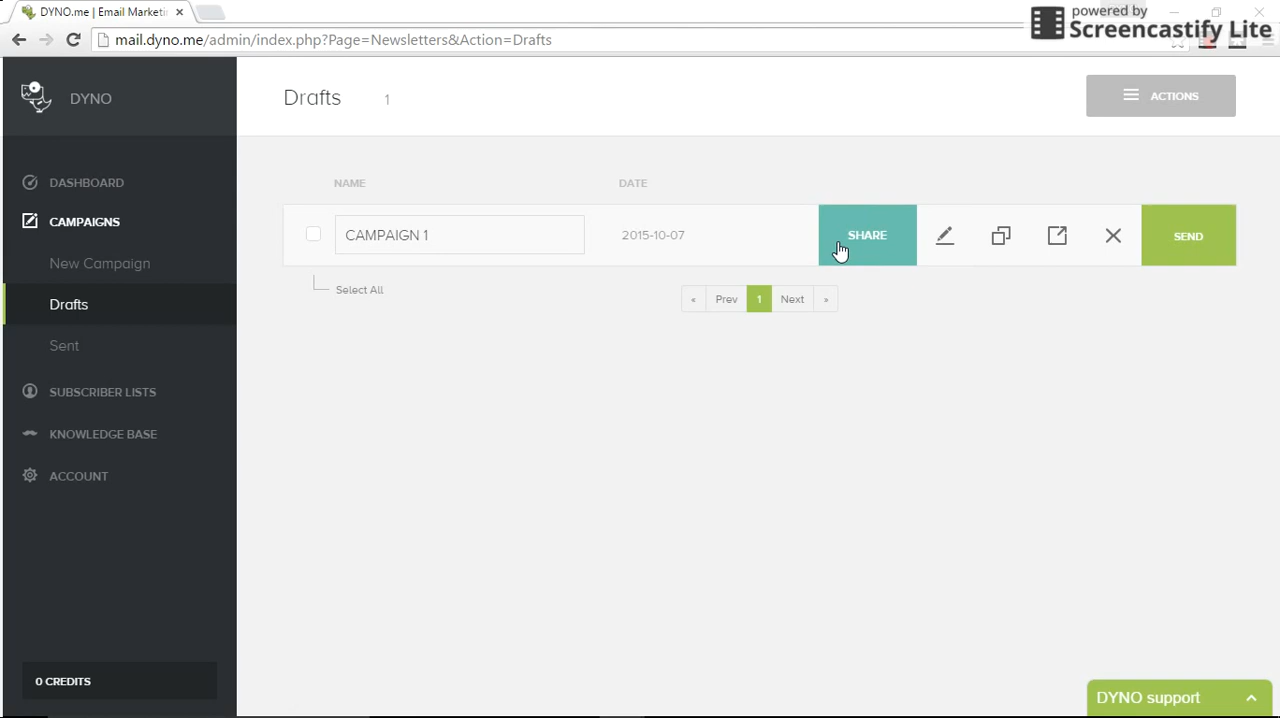 DYNO.me | Email Marketi
powered by
Screencastify Lite
mail.dyno.me/admin/index.php?Page=Newsletters&Action=Drafts
DYNO
Drafts 1
ACTIONS
DASHBOARD
CAMPAIGNS
New Campaign
Drafts
Sent
SUBSCRIBER LISTS
KNOWLEDGE BASE
ACCOUNT
0 CREDITS
NAME DATE
CAMPAIGN 1 2015-10-07 SHARE SEND
Select All
« Prev 1 Next »
DYNO support